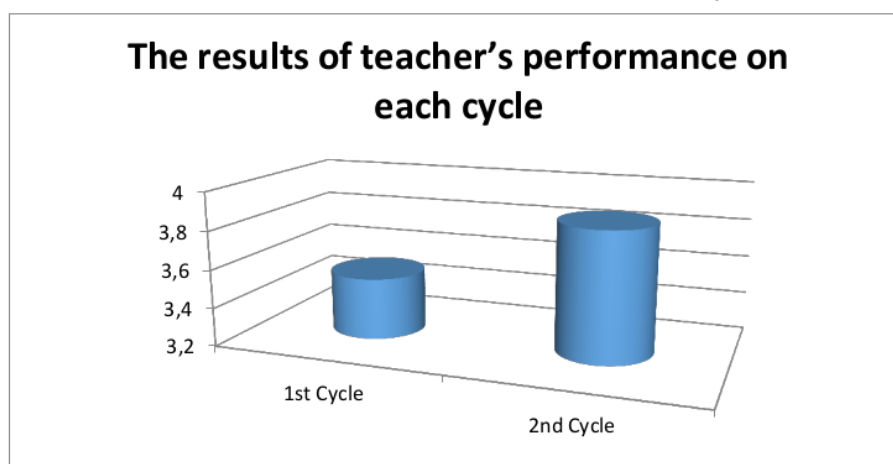 The results of teacher’s performance on
each cycle
4
3,8
3,6
3,4
3,2
1st Cycle
2nd Cycle